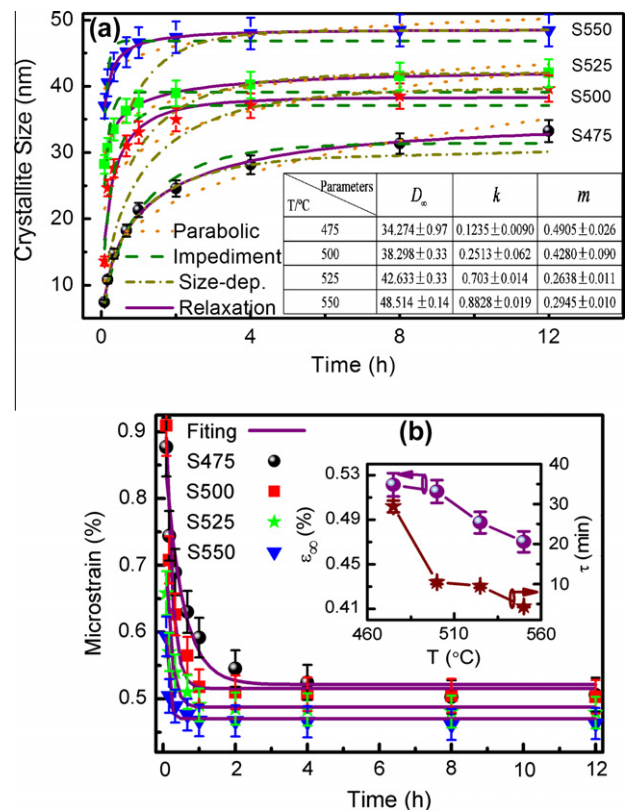 (a)
50
40
30
20
10
Crystallite Size (nm)
S550
S525
S500
S475
Parabolic
Impediment
Size-dep.
Relaxation
Parameters
T/°C
D∞ k m
475 34.274±0.97 0.1235±0.0090 0.4905±0.026
500 38.298±0.33 0.2513±0.062 0.4280±0.090
525 42.633±0.33 0.703±0.014 0.2638±0.011
550 48.514±0.14 0.8828±0.019 0.2945±0.010
0 2 4 6 8 10 12
Time (h)
(b)
0.9
0.8
0.7
0.6
0.5
Microstrain (%)
Fitting
S475
S500
S525
S550
0.53
0.49
0.45
0.41
ε∞ (%)
40
30
20
10
0
τ (min)
460 510 560
T (°C)
0 2 4 6 8 10 12
Time (h)